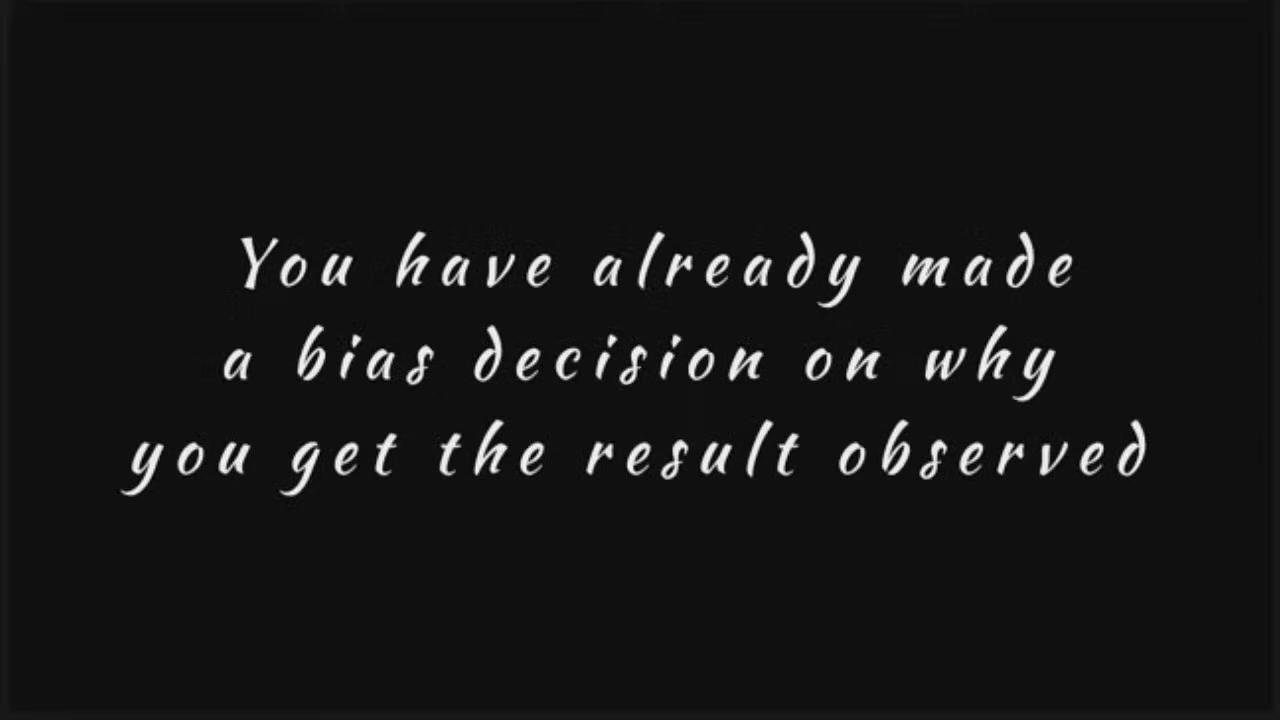 You have already made
a bias decision on why
you get the result observed